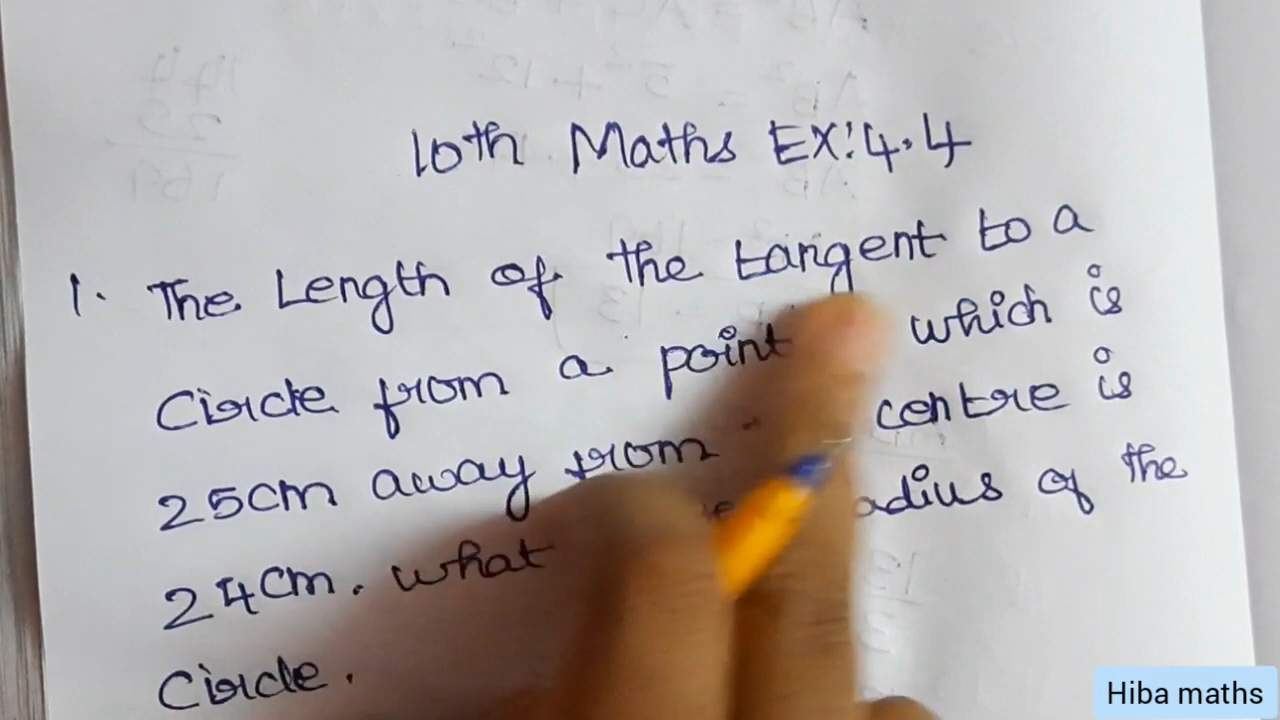 10th Maths EX:4.4
1. The Length of the tangent to a
Circle from a point which is
25cm away from centre is
24cm. what adius of the
Circle.
Hiba maths